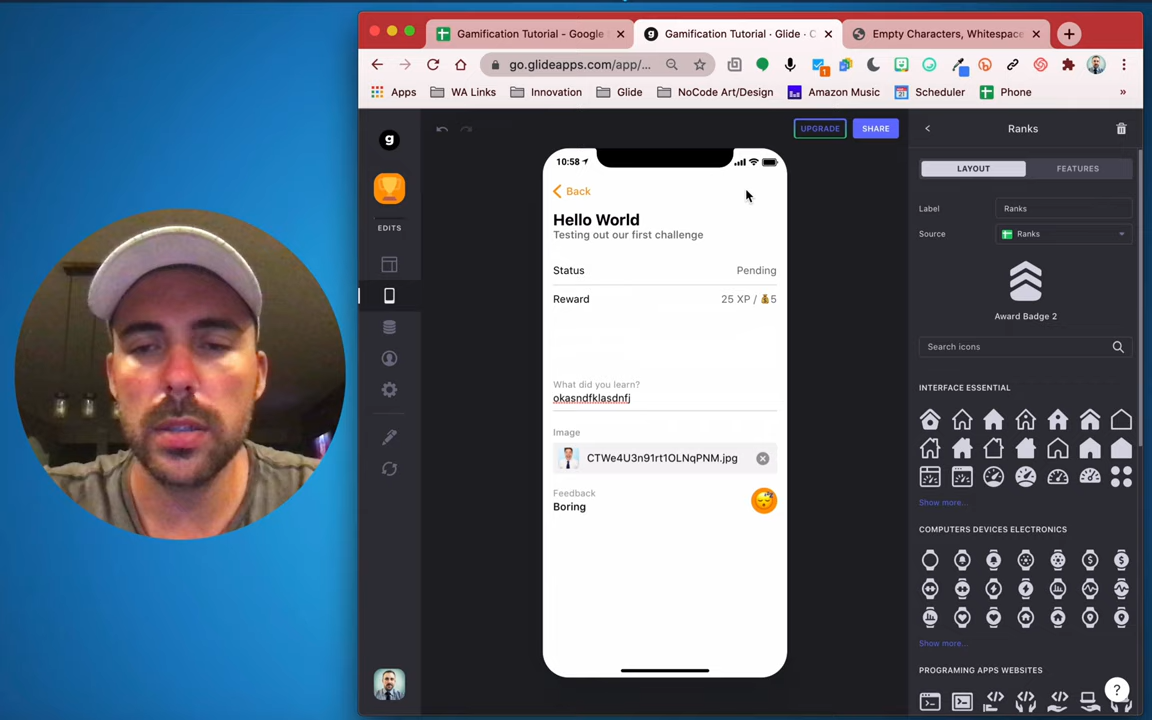 Gamification Tutorial - Google
Gamification Tutorial · Glide · C
Empty Characters, Whitespace
go.glideapps.com/app/...
1
Apps
WA Links
Innovation
Glide
NoCode Art/Design
Amazon Music
Scheduler
Phone
»
g
UPGRADE
SHARE
Ranks
EDITS
10:58
Back
Hello World
Testing out our first challenge
Status
Pending
Reward
25 XP / 💰5
What did you learn?
okasndfklasdnfj
Image
CTWe4U3n91rt1OLNqPNM.jpg
Feedback
Boring
LAYOUT
FEATURES
Label
Ranks
Source
Ranks
Award Badge 2
Search icons
INTERFACE ESSENTIAL
Show more...
COMPUTERS DEVICES ELECTRONICS
Show more...
PROGRAMING APPS WEBSITES
?